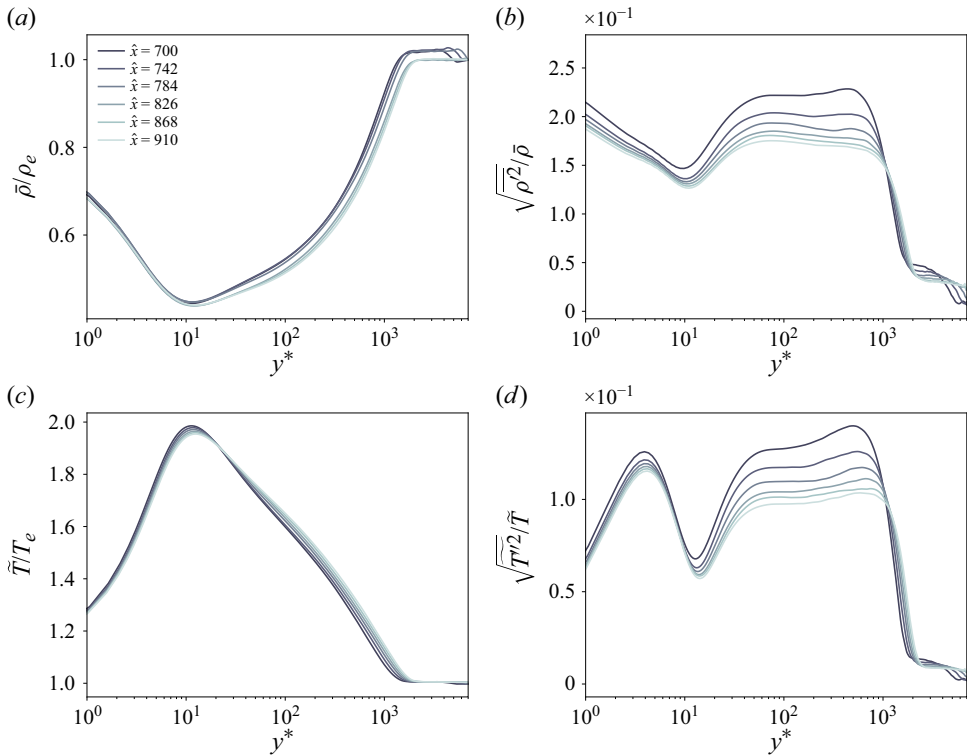 (a)
1.0
0.8
0.6
ρ̄/ρₑ
x̂ = 700
x̂ = 742
x̂ = 784
x̂ = 826
x̂ = 868
x̂ = 910
10⁰ 10¹ 10² 10³
y*
(b)
×10⁻¹
2.5
2.0
1.5
1.0
0.5
0
√ρ′²/ρ̄
10⁰ 10¹ 10² 10³
y*
(c)
2.0
1.8
1.6
1.4
1.2
1.0
T̃/Tₑ
10⁰ 10¹ 10² 10³
y*
(d)
×10⁻¹
1.0
0.5
0
√T″²/T̃
10⁰ 10¹ 10² 10³
y*